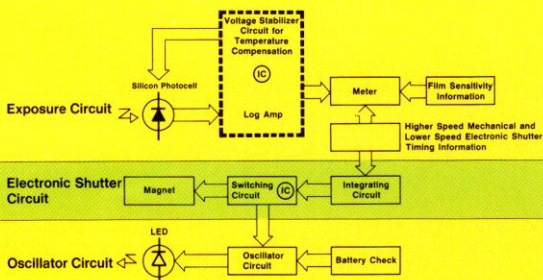 Voltage Stabilizer
Circuit for
Temperature
Compensation
IC
Log Amp
Silicon Photocell
Exposure Circuit
Meter
Film Sensitivity
Information
Higher Speed Mechanical and
Lower Speed Electronic Shutter
Timing Information
Electronic Shutter
Circuit
Magnet
Switching
Circuit
IC
Integrating
Circuit
LED
Oscillator Circuit
Oscillator
Circuit
Battery Check